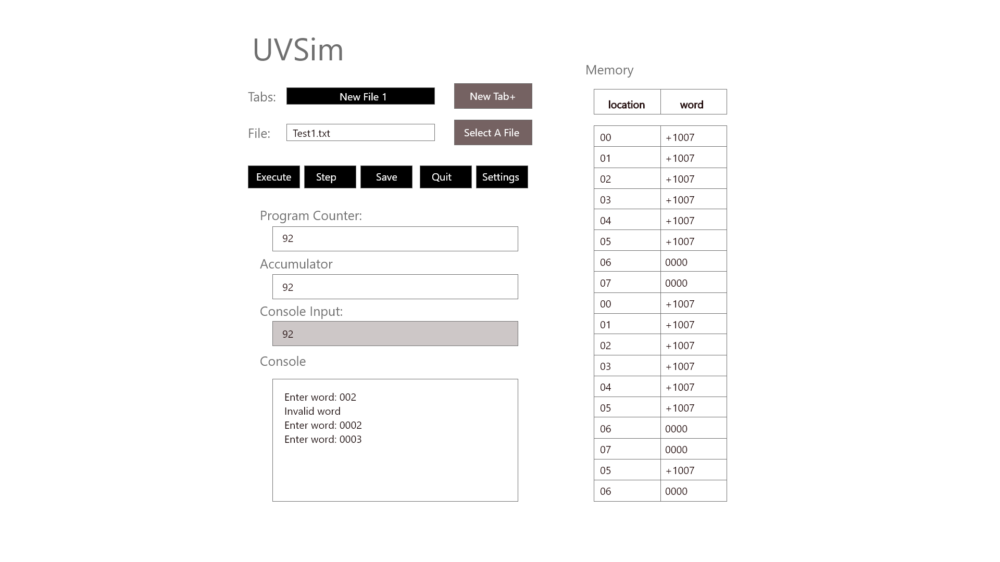 UVSim
Tabs: New File 1 New Tab+
File: Test1.txt Select A File
Execute Step Save Quit Settings
Program Counter:
92
Accumulator
92
Console Input:
92
Console
Enter word: 002
Invalid word
Enter word: 0002
Enter word: 0003
Memory
location word
00 +1007
01 +1007
02 +1007
03 +1007
04 +1007
05 +1007
06 0000
07 0000
00 +1007
01 +1007
02 +1007
03 +1007
04 +1007
05 +1007
06 0000
07 0000
05 +1007
06 0000